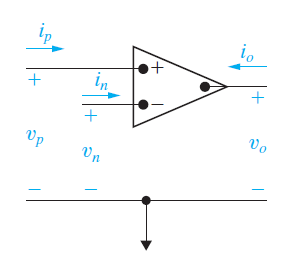 i_p
i_o
+ i_n +
+ − +
v_p v_n v_o
− − −